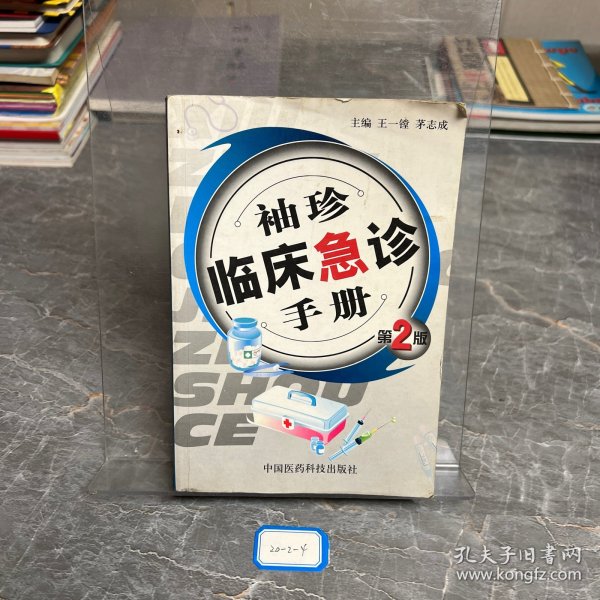 主编 王一镗 茅志成
袖珍
临床急诊
手册
第2版
SHOU
CE
中国医药科技出版社
20-2-4
孔夫子旧书网
www.kongfz.com